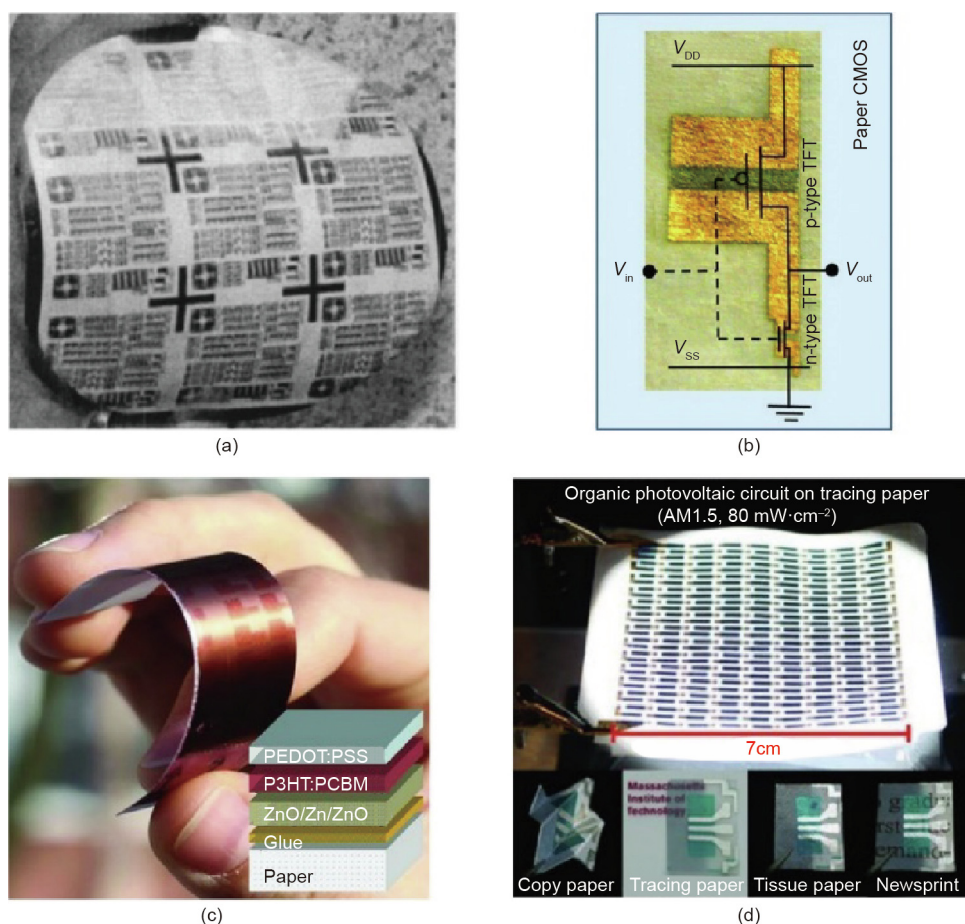 (a)
V_DD
Paper CMOS
p-type TFT
V_in
V_out
n-type TFT
V_SS
(b)
PEDOT:PSS
P3HT:PCBM
ZnO/Zn/ZnO
Glue
Paper
(c)
Organic photovoltaic circuit on tracing paper
(AM1.5, 80 mW·cm⁻²)
7cm
Massachusetts
Institute of
Technology
Copy paper
Tracing paper
Tissue paper
Newsprint
(d)